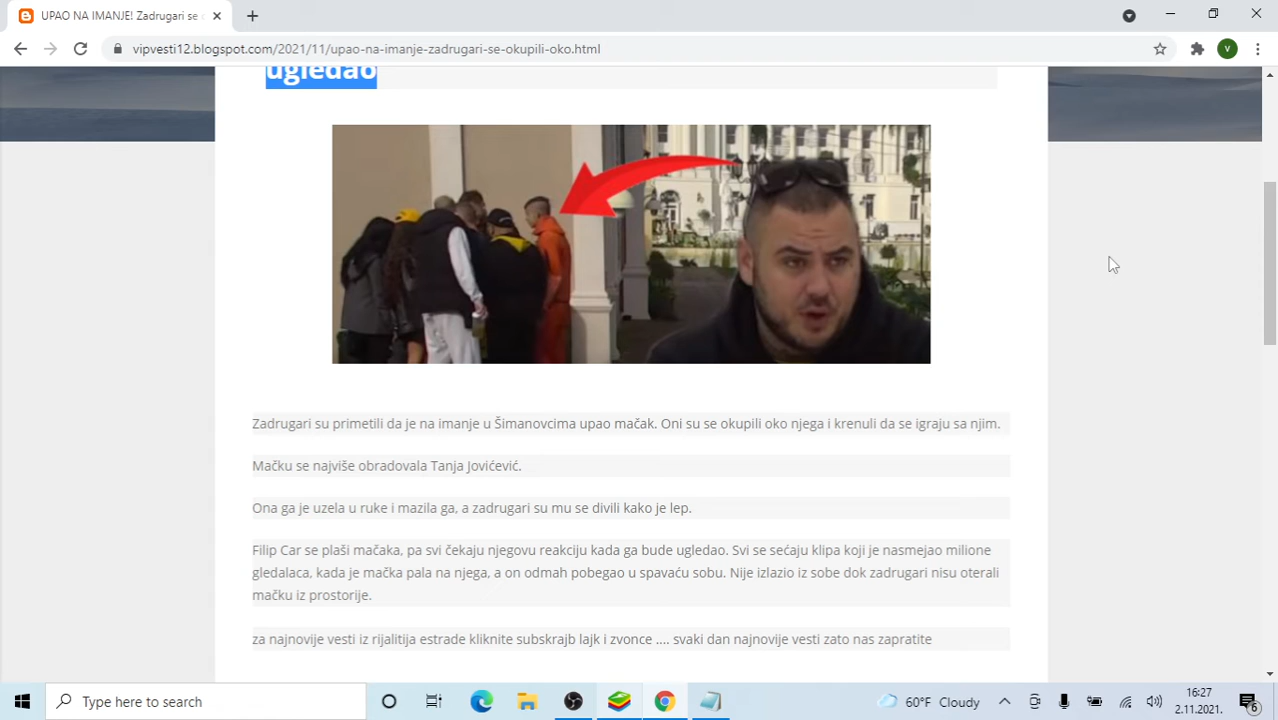 UPAO NA IMANJE! Zadrugari se
vipvesti12.blogspot.com/2021/11/upao-na-imanje-zadrugari-se-okupili-oko.html
V
ugledao
Zadrugari su primetili da je na imanje u Šimanovcima upao mačak. Oni su se okupili oko njega i krenuli da se igraju sa njim.
Mačku se najviše obradovala Tanja Jovićević.
Ona ga je uzela u ruke i mazila ga, a zadrugari su mu se divili kako je lep.
Filip Car se plaši mačaka, pa svi čekaju njegovu reakciju kada ga bude ugledao. Svi se sećaju klipa koji je nasmejao milione
gledalaca, kada je mačka pala na njega, a on odmah pobegao u spavaću sobu. Nije izlazio iz sobe dok zadrugari nisu oterali
mačku iz prostorije.
za najnovije vesti iz rijalitija estrade kliknite subskrajb lajk i zvonce .... svaki dan najnovije vesti zato nas zapratite
Type here to search
60°F Cloudy
16:27
2.11.2021.
6